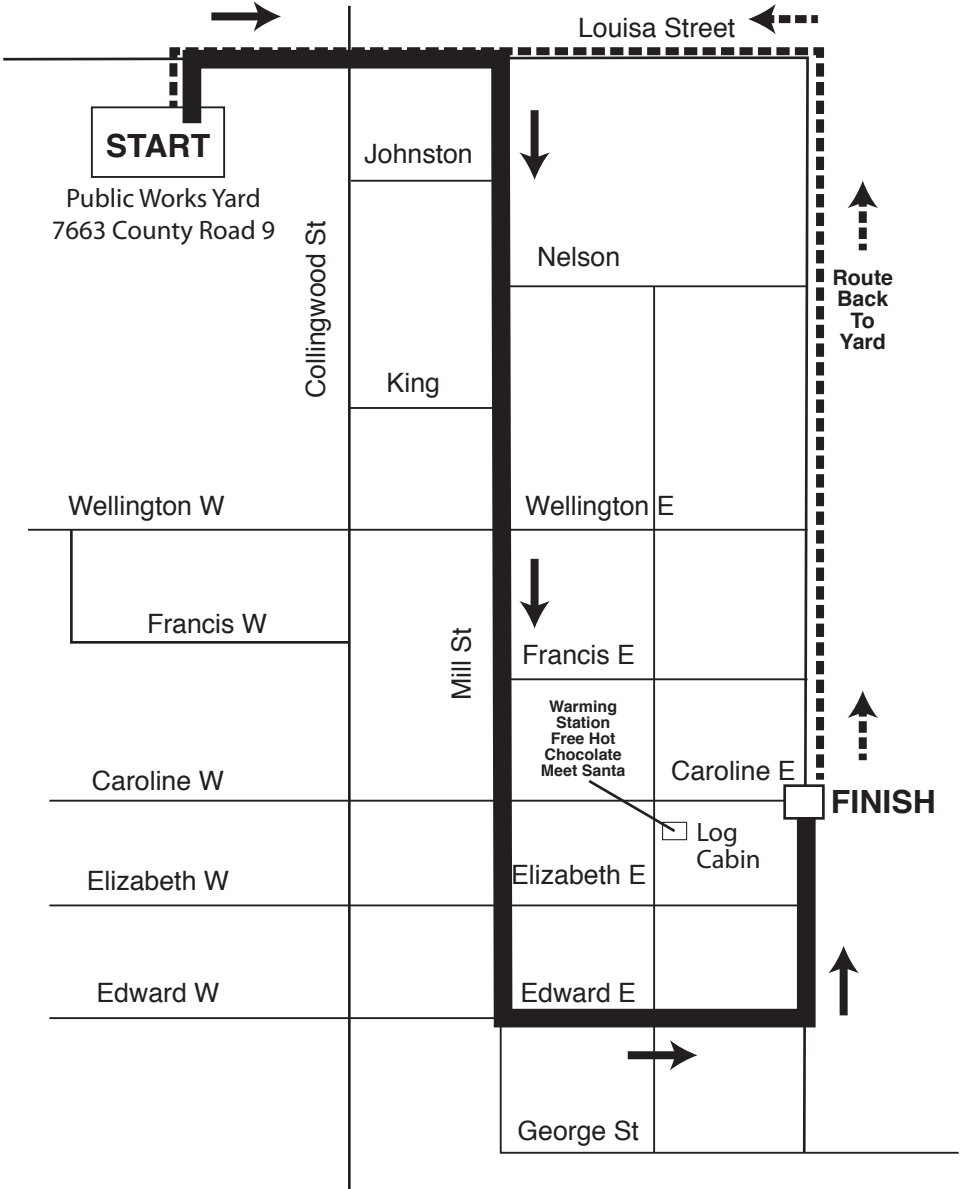 Louisa Street
START
Public Works Yard
7663 County Road 9
Johnston
Collingwood St
Nelson
Route
Back
To
Yard
King
Wellington W
Wellington E
Francis W
Mill St
Francis E
Warming
Station
Free Hot
Chocolate
Meet Santa
Caroline W
Caroline E
FINISH
Log
Cabin
Elizabeth W
Elizabeth E
Edward W
Edward E
George St